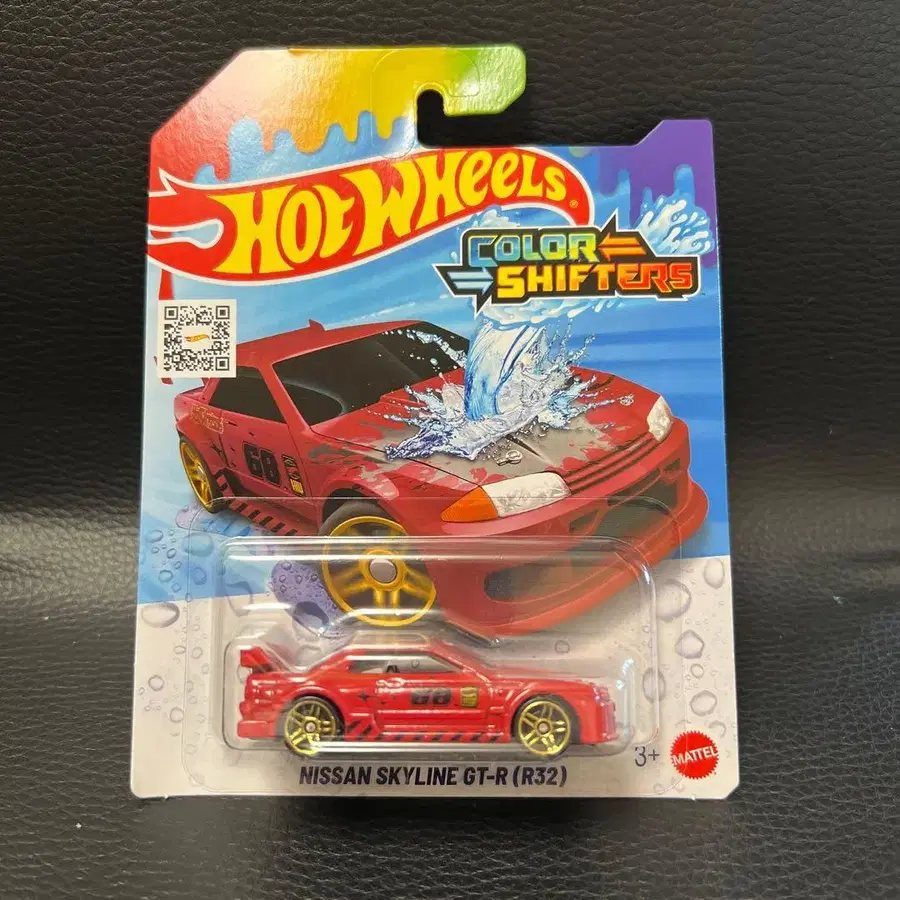 HOT WHEELS
COLOR
SHIFTERS
68
68
3+
MATTEL
NISSAN SKYLINE GT-R (R32)